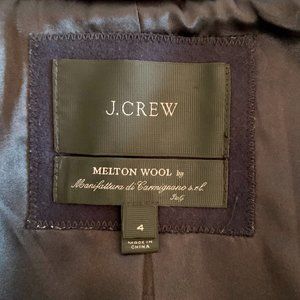 J.CREW
MELTON WOOL by
Manifattura di Carmignano s.r.l.
Italy
4
MADE IN
CHINA